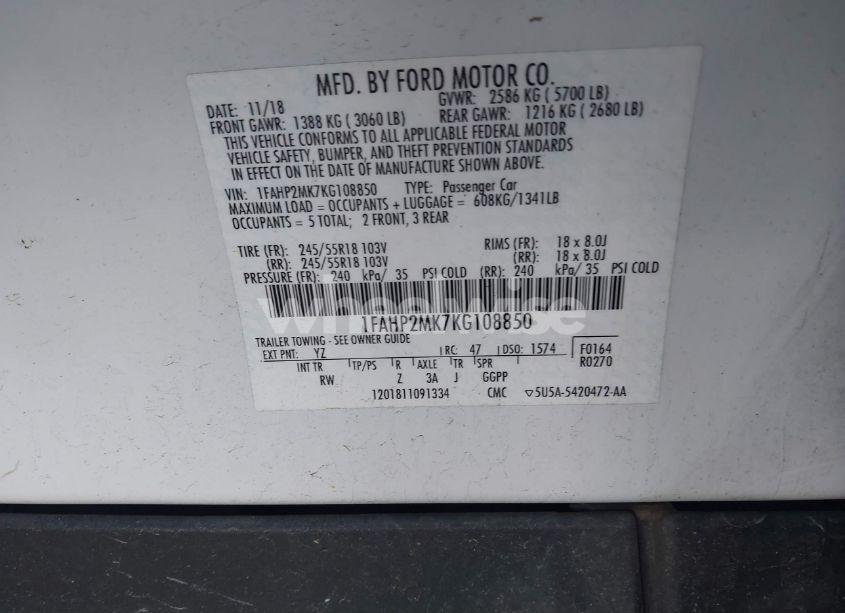 MFD. BY FORD MOTOR CO.
DATE: 11/18 GVWR: 2586 KG ( 5700 LB)
FRONT GAWR: 1388 KG ( 3060 LB) REAR GAWR: 1216 KG ( 2680 LB)
THIS VEHICLE CONFORMS TO ALL APPLICABLE FEDERAL MOTOR
VEHICLE SAFETY, BUMPER, AND THEFT PREVENTION STANDARDS
IN EFFECT ON THE DATE OF MANUFACTURE SHOWN ABOVE.
VIN: 1FAHP2MK7KG108850 TYPE: Passenger Car
MAXIMUM LOAD = OCCUPANTS + LUGGAGE = 608KG/1341LB
OCCUPANTS = 5 TOTAL; 2 FRONT, 3 REAR
TIRE (FR): 245/55R18 103V RIMS (FR): 18 x 8.0J
(RR): 245/55R18 103V (RR): 18 x 8.0J
PRESSURE (FR): 240 kPa/ 35 PSI COLD (RR): 240 kPa/ 35 PSI COLD
wheelwise
1FAHP2MK7KG108850
TRAILER TOWING - SEE OWNER GUIDE
EXT PNT: YZ RC: 47 DSO: 1574 F0164
INT TR TP/PS R AXLE TR SPR R0270
RW Z 3A J GGPP
1201811091334 CMC ▽5U5A-5420472-AA